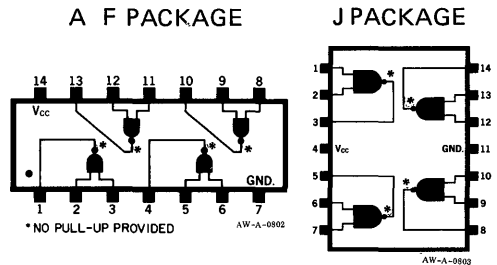 A F PACKAGE
14 13 12 11 10 9 8
VCC
* *
* *
GND.
1 2 3 4 5 6 7
*NO PULL-UP PROVIDED
AW-A-0802
J PACKAGE
1 * 14
2 * 13
3 12
4 VCC GND. 11
5 * 10
6 * 9
7 8
AW-A-0803